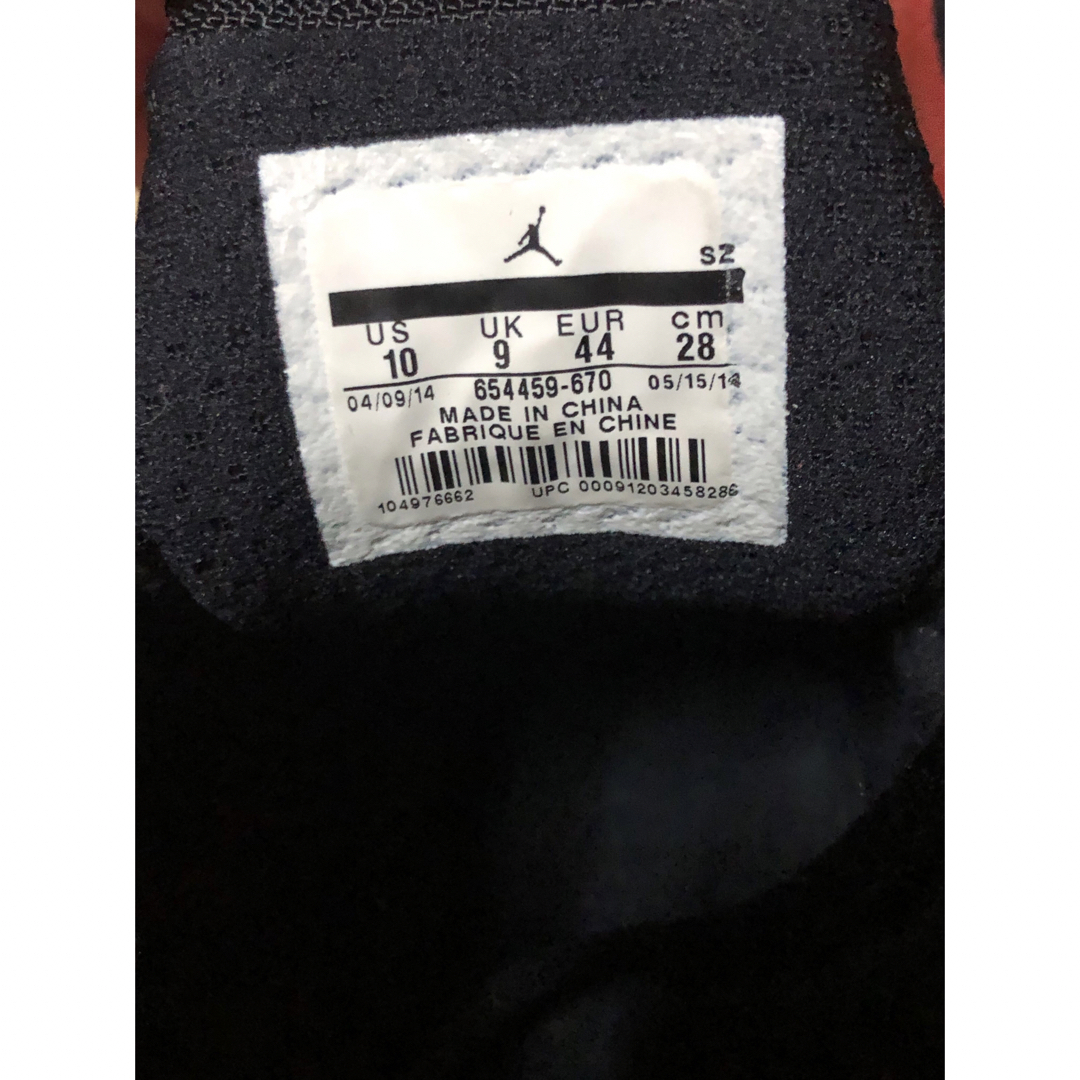 SZ
US UK EUR cm
10 9 44 28
04/09/14 654459-670 05/15/14
MADE IN CHINA
FABRIQUE EN CHINE
104976662 UPC 00091203458286